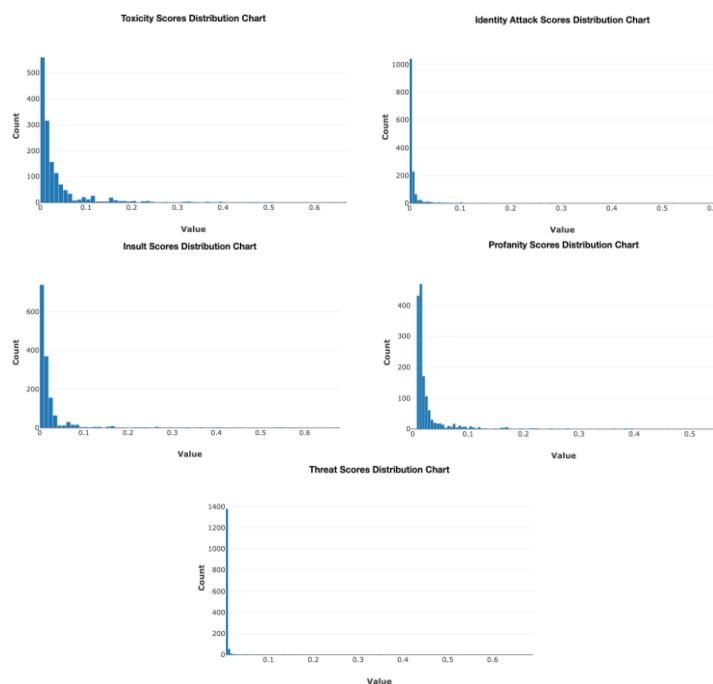 Toxicity Scores Distribution Chart
500
400
300
200
100
0
Count
0 0.1 0.2 0.3 0.4 0.5 0.6
Value
Identity Attack Scores Distribution Chart
1000
800
600
400
200
0
Count
0 0.1 0.2 0.3 0.4 0.5
Value
Insult Scores Distribution Chart
600
400
200
0
Count
0 0.1 0.2 0.3 0.4 0.5 0.6
Value
Profanity Scores Distribution Chart
400
300
200
100
0
Count
0 0.1 0.2 0.3 0.4 0.5
Value
Threat Scores Distribution Chart
1400
1200
1000
800
600
400
200
0
Count
0.1 0.2 0.3 0.4 0.5 0.6
Value